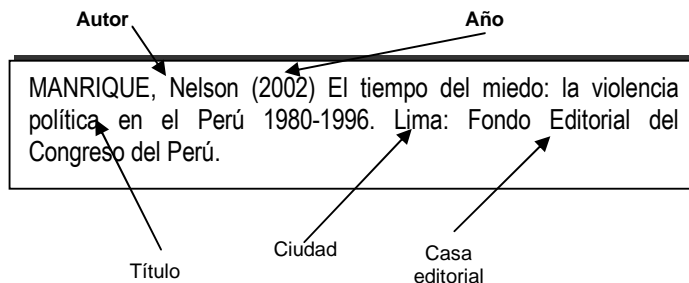 Autor Año
MANRIQUE, Nelson (2002) El tiempo del miedo: la violencia
política en el Perú 1980-1996. Lima: Fondo Editorial del
Congreso del Perú.
Título Ciudad Casa
editorial